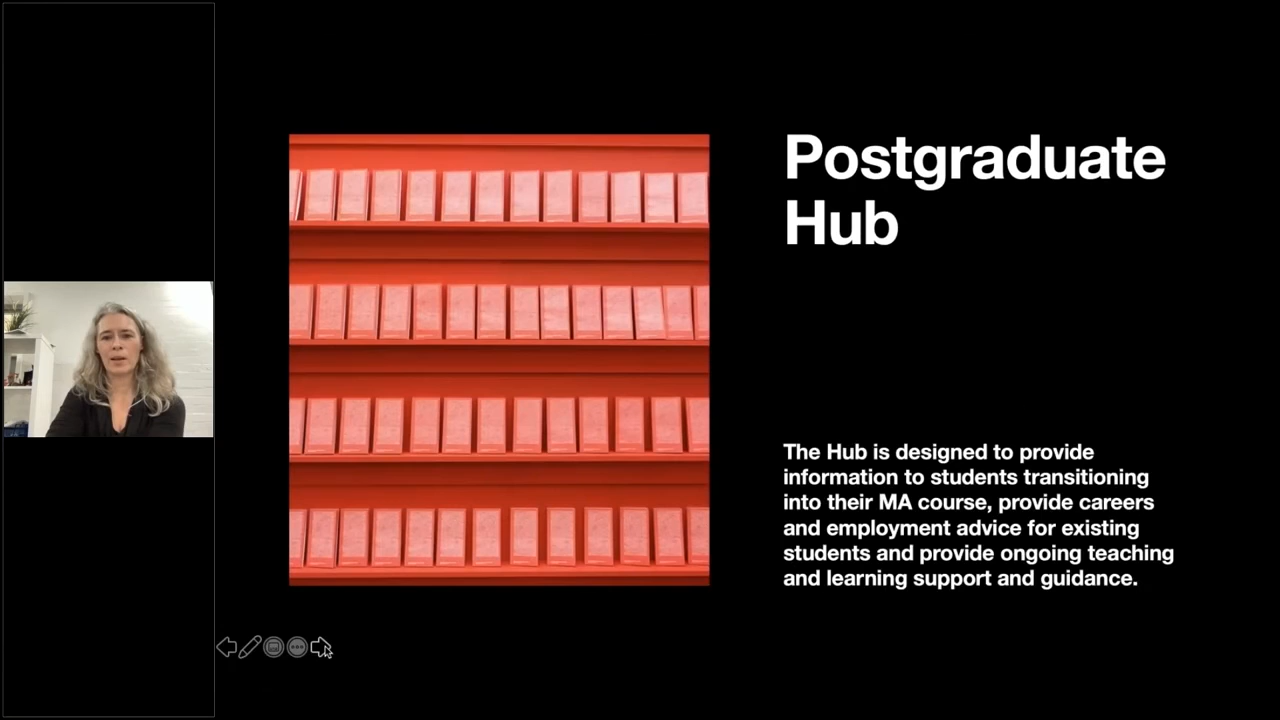 Postgraduate
Hub
The Hub is designed to provide
information to students transitioning
into their MA course, provide careers
and employment advice for existing
students and provide ongoing teaching
and learning support and guidance.